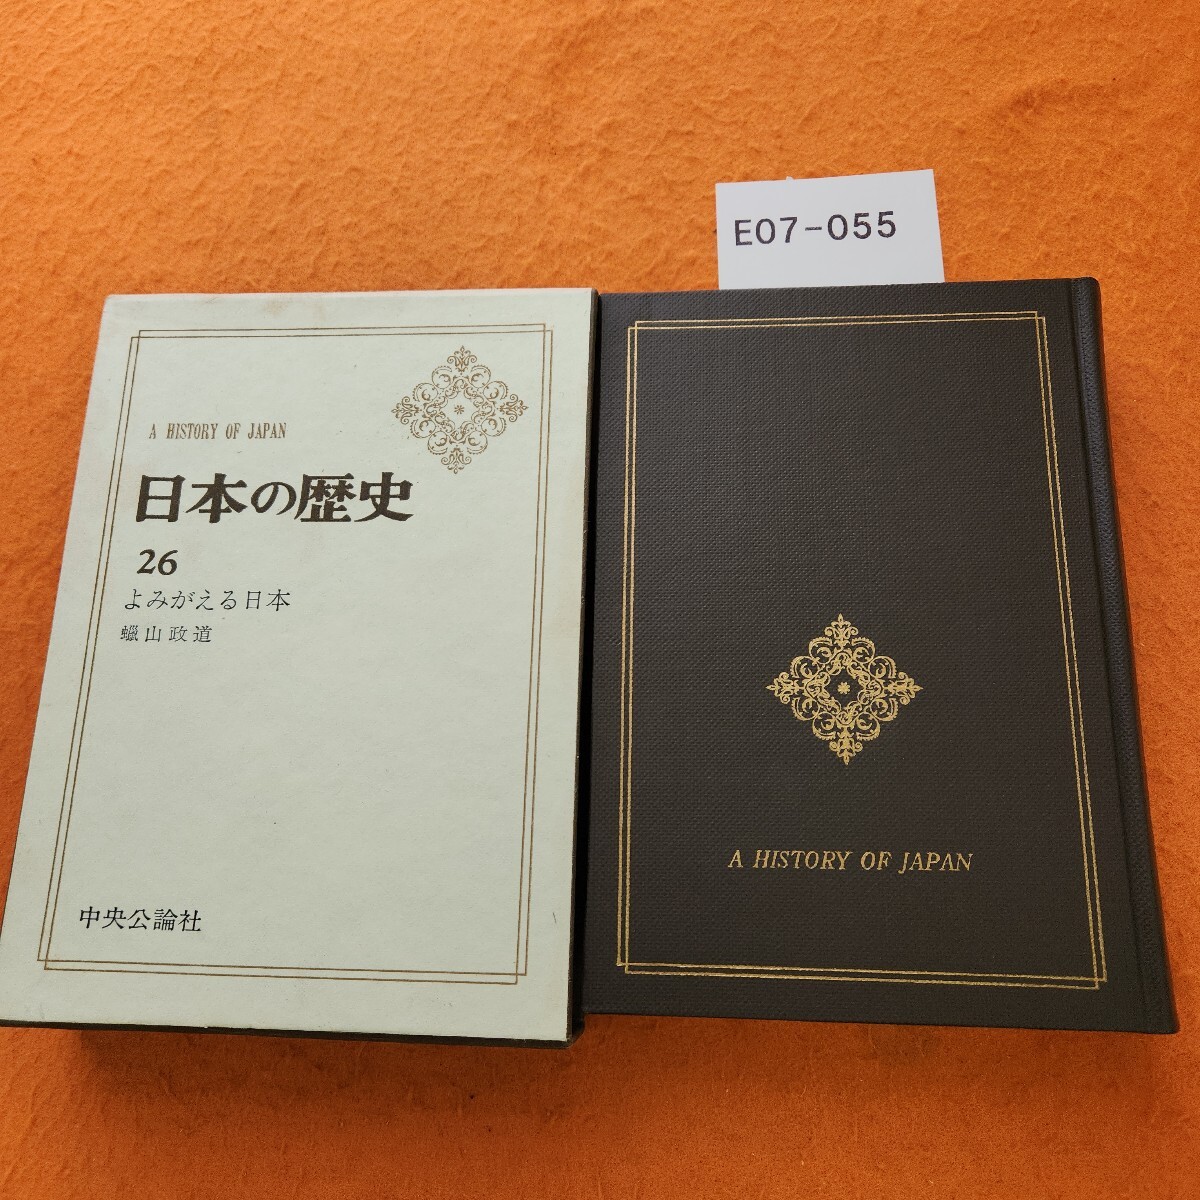 E07-055
A HISTORY OF JAPAN
日本の歴史
26
よみがえる日本
蠟山政道
中央公論社
A HISTORY OF JAPAN